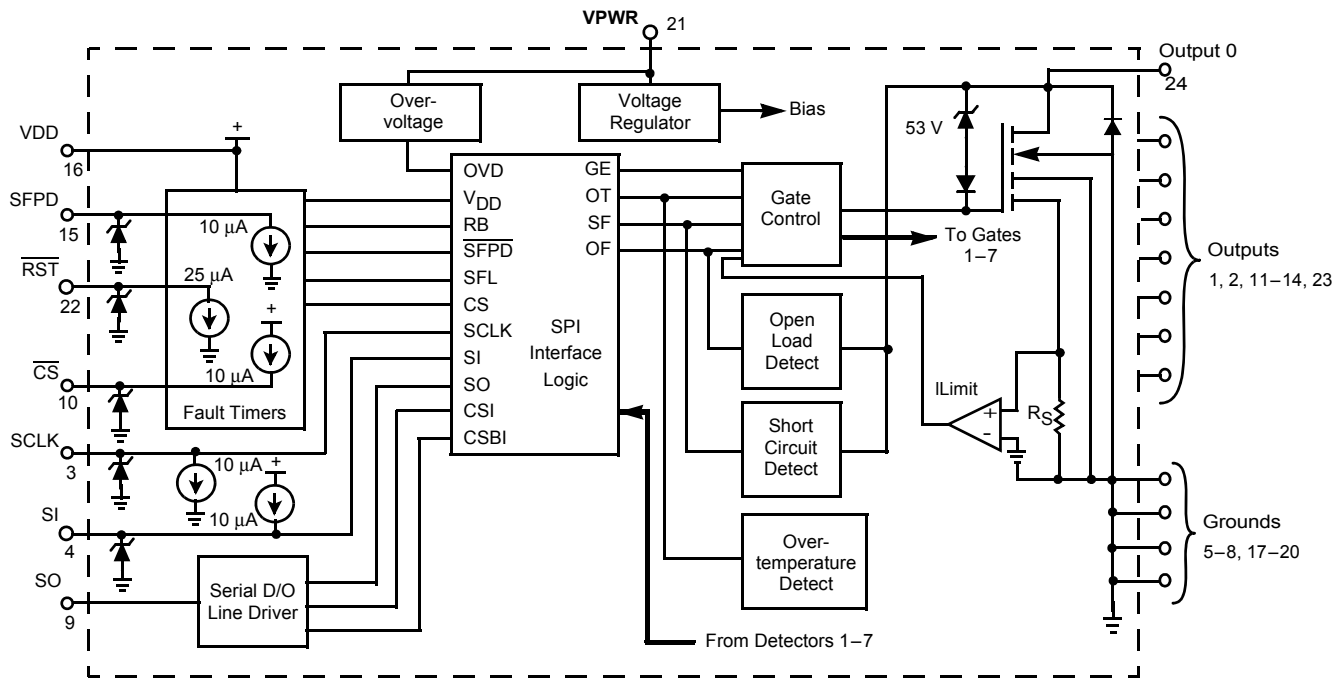 VPWR
21
Output 0
24
Over-
voltage
Voltage
Regulator
Bias
53 V
VDD
16
+
SFPD
15
10 μA
R̅S̅T̅
22
25 μA
+
C̅S̅
10
10 μA
Fault Timers
SCLK
3
10 μA
+
SI
4
10 μA
SO
9
Serial D/O
Line Driver
OVD
VDD
RB
S̅F̅P̅D̅
SFL
CS
SCLK
SI
SO
CSI
CSBI
GE
OT
SF
OF
SPI
Interface
Logic
Gate
Control
To Gates
1–7
Open
Load
Detect
Short
Circuit
Detect
Over-
temperature
Detect
From Detectors 1–7
ILimit
+
-
RS
Outputs
1, 2, 11–14, 23
Grounds
5–8, 17–20